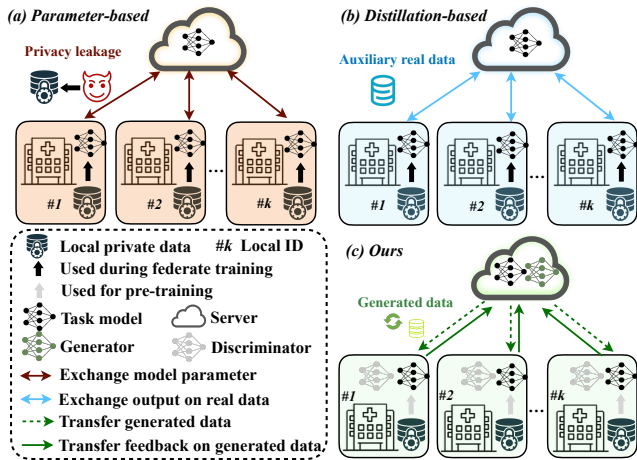 (a) Parameter-based
Privacy leakage
#1
#2
...
#k
(b) Distillation-based
Auxiliary real data
#1
#2
...
#k
Local private data
#k Local ID
Used during federate training
Used for pre-training
Task model
Server
Generator
Discriminator
Exchange model parameter
Exchange output on real data
Transfer generated data
Transfer feedback on generated data
(c) Ours
Generated data
#1
#2
...
#k